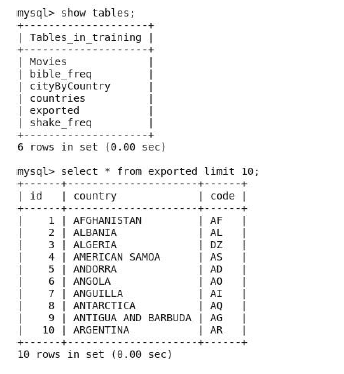 mysql> show tables;
+---------------------+
| Tables_in_training |
+---------------------+
| Movies             |
| bible_freq         |
| cityByCountry      |
| countries          |
| exported           |
| shake_freq         |
+---------------------+
6 rows in set (0.00 sec)

mysql> select * from exported limit 10;
+------+---------------------+------+
| id   | country             | code |
+------+---------------------+------+
|    1 | AFGHANISTAN         | AF   |
|    2 | ALBANIA             | AL   |
|    3 | ALGERIA             | DZ   |
|    4 | AMERICAN SAMOA      | AS   |
|    5 | ANDORRA             | AD   |
|    6 | ANGOLA              | AO   |
|    7 | ANGUILLA            | AI   |
|    8 | ANTARCTICA          | AQ   |
|    9 | ANTIGUA AND BARBUDA | AG   |
|   10 | ARGENTINA           | AR   |
+------+---------------------+------+
10 rows in set (0.00 sec)